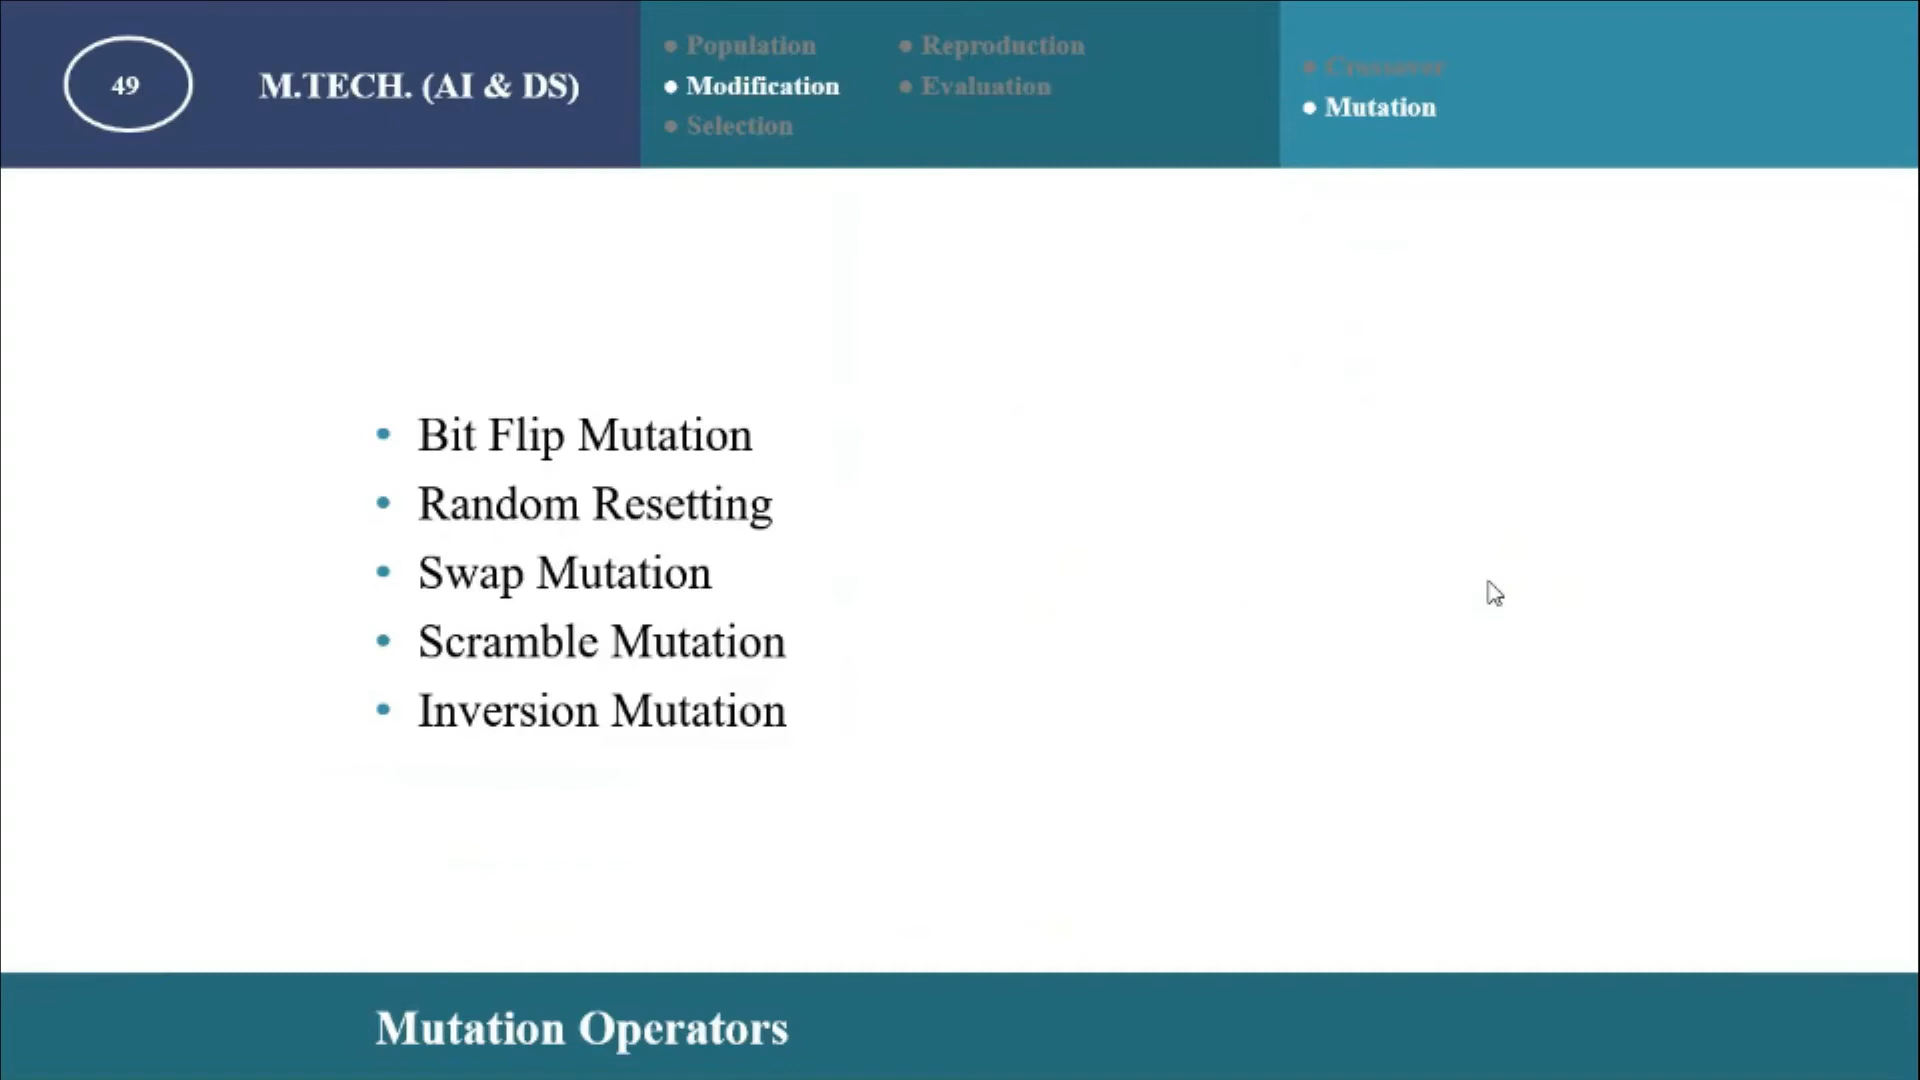 49
M.TECH. (AI & DS)
● Population
● Modification
● Selection
● Reproduction
● Evaluation
● Crossover
● Mutation
• Bit Flip Mutation
• Random Resetting
• Swap Mutation
• Scramble Mutation
• Inversion Mutation
Mutation Operators